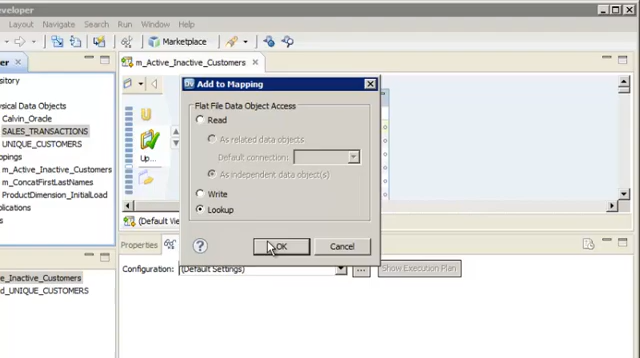 eveloper
Layout Navigate Search Run Window Help
Marketplace
er
m_Active_Inactive_Customers
Add to Mapping
Flat File Data Object Access
Read
As related data objects
Default connection:
As independent data object(s)
Write
Lookup
OK Cancel
ository
ysical Data Objects
Calvin_Oracle
SALES_TRANSACTIONS
UNIQUE_CUSTOMERS
ppings
m_Active_Inactive_Customers
m_ConcatFirstLastNames
ProductDimension_InitialLoad
plications
Up...
(Default Vie
Properties
Configuration: (Default Settings) ... Show Execution Plan
e_Inactive_Customers
d_UNIQUE_CUSTOMERS